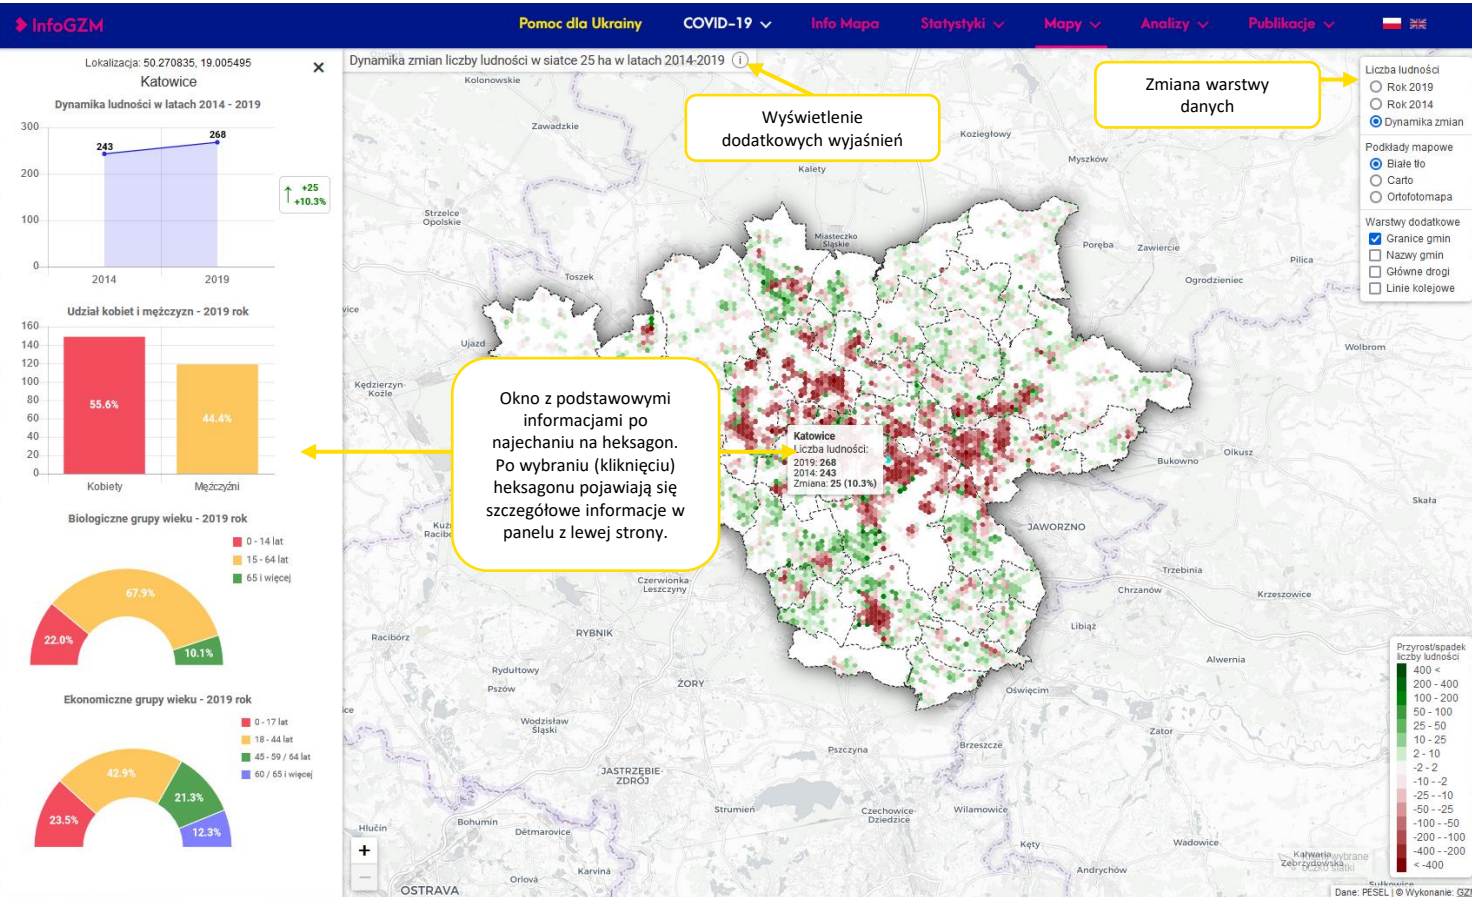 InfoGZM
Pomoc dla Ukrainy
COVID-19
Info Mapa
Statystyki
Mapy
Analizy
Publikacje
Lokalizacja: 50.270835, 19.005495
Katowice
Dynamika ludności w latach 2014 - 2019
300
200
100
0
243
268
2014
2019
+25
+10.3%
Udział kobiet i mężczyzn - 2019 rok
160
140
120
100
80
60
40
20
0
55.6%
44.4%
Kobiety
Mężczyźni
Biologiczne grupy wieku - 2019 rok
0 - 14 lat
15 - 64 lat
65 i więcej
67.9%
22.0%
10.1%
Ekonomiczne grupy wieku - 2019 rok
0 - 17 lat
18 - 44 lat
45 - 59 / 64 lat
60 / 65 i więcej
42.9%
21.3%
23.5%
12.3%
Dynamika zmian liczby ludności w siatce 25 ha w latach 2014-2019
i
Wyświetlenie
dodatkowych wyjaśnień
Zmiana warstwy
danych
Okno z podstawowymi
informacjami po
najechaniu na heksagon.
Po wybraniu (kliknięciu)
heksagonu pojawiają się
szczegółowe informacje w
panelu z lewej strony.
Katowice
Liczba ludności:
2019: 268
2014: 243
Zmiana: 25 (10.3%)
Liczba ludności
Rok 2019
Rok 2014
Dynamika zmian
Podkłady mapowe
Białe tło
Carto
Ortofotomapa
Warstwy dodatkowe
Granice gmin
Nazwy gmin
Główne drogi
Linie kolejowe
Kolonowskie
Zawadzkie
Koziegłowy
Myszków
Kalety
Strzelce
Opolskie
Miasteczko
Śląskie
Poręba
Zawiercie
Pilica
Toszek
Ogrodzieniec
Ujazd
Wolbrom
Kędzierzyn-
Koźle
Bukowno
Olkusz
Skała
JAWORZNO
Czerwionka-
Leszczyny
Trzebinia
Chrzanów
Krzeszowice
Racibórz
RYBNIK
Libiąż
Rydułtowy
Pszów
ŻORY
Alwernia
Oświęcim
Wodzisław
Śląski
Zator
Pszczyna
Brzeszcze
JASTRZĘBIE-
ZDRÓJ
Strumień
Czechowice-
Dziedzice
Wilamowice
Bohumín
Dětmarovice
Hlučín
Kęty
Wadowice
Karviná
Orlová
Andrychów
OSTRAVA
Przyrost/spadek
liczby ludności
400 <
200 - 400
100 - 200
50 - 100
25 - 50
10 - 25
2 - 10
-2 - 2
-10 - -2
-25 - -10
-50 - -25
-100 - -50
-200 - -100
-400 - -200
< -400
+
−
Dane: PESEL | © Wykonanie: GZM